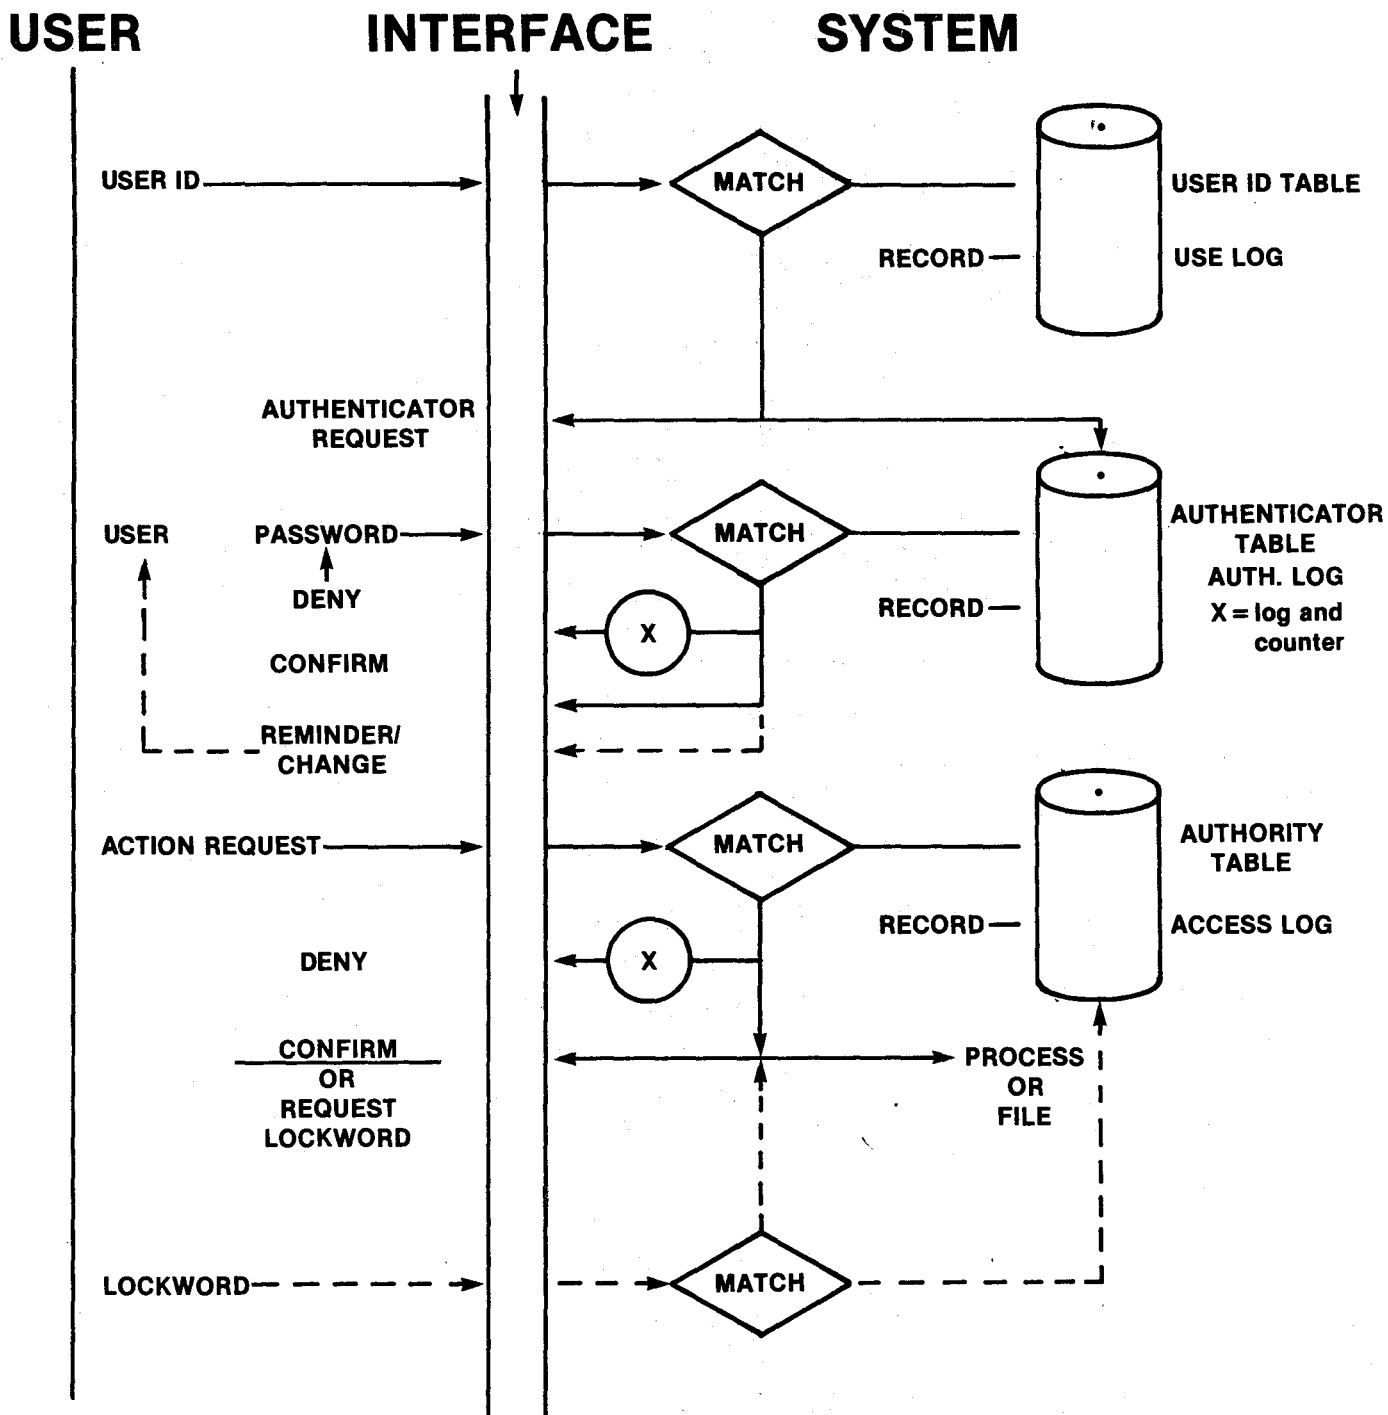 USER INTERFACE SYSTEM
USER ID
MATCH
USER ID TABLE
RECORD
USE LOG
AUTHENTICATOR
REQUEST
USER
PASSWORD
MATCH
AUTHENTICATOR
TABLE
DENY
AUTH. LOG
RECORD
X = log and
counter
X
CONFIRM
REMINDER/
CHANGE
ACTION REQUEST
MATCH
AUTHORITY
TABLE
RECORD
ACCESS LOG
DENY
X
CONFIRM
OR
REQUEST
LOCKWORD
PROCESS
OR
FILE
LOCKWORD
MATCH